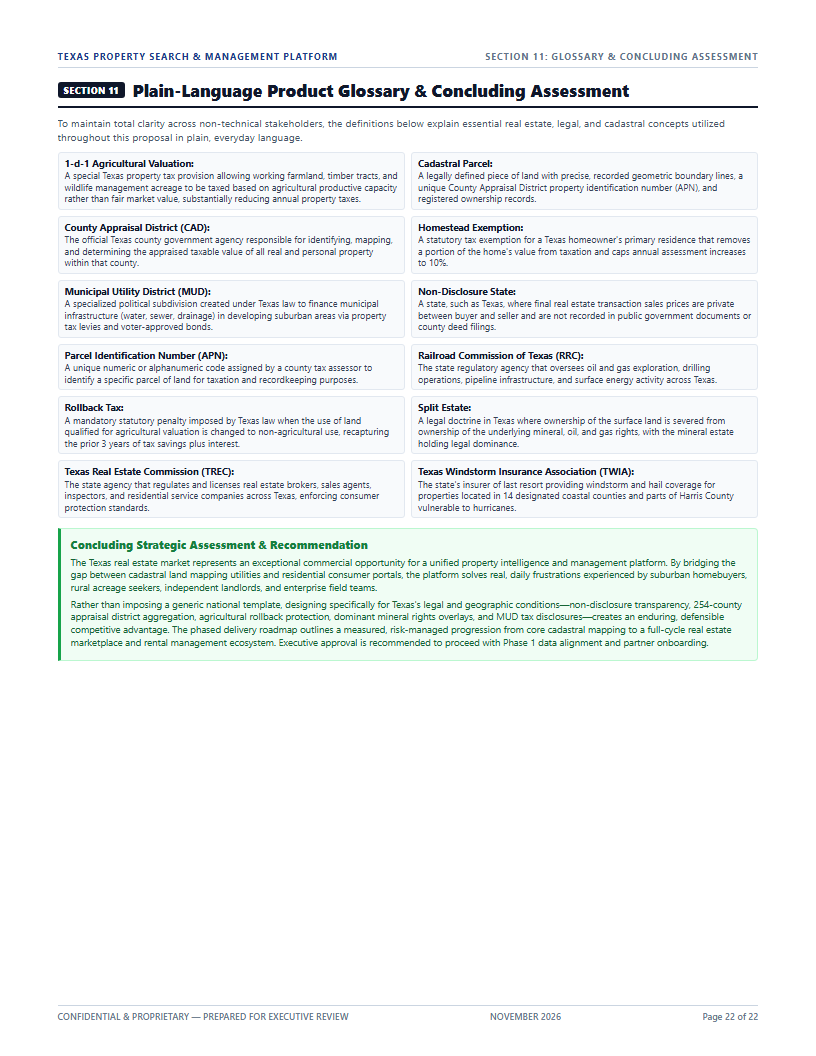 TEXAS PROPERTY SEARCH & MANAGEMENT PLATFORM
SECTION 11: GLOSSARY & CONCLUDING ASSESSMENT
SECTION 11 Plain-Language Product Glossary & Concluding Assessment
To maintain total clarity across non-technical stakeholders, the definitions below explain essential real estate, legal, and cadastral concepts utilized
throughout this proposal in plain, everyday language.
1-d-1 Agricultural Valuation:
A special Texas property tax provision allowing working farmland, timber tracts, and
wildlife management acreage to be taxed based on agricultural productive capacity
rather than fair market value, substantially reducing annual property taxes.
Cadastral Parcel:
A legally defined piece of land with precise, recorded geometric boundary lines, a
unique County Appraisal District property identification number (APN), and
registered ownership records.
County Appraisal District (CAD):
The official Texas county government agency responsible for identifying, mapping,
and determining the appraised taxable value of all real and personal property
within that county.
Homestead Exemption:
A statutory tax exemption for a Texas homeowner's primary residence that removes
a portion of the home's value from taxation and caps annual assessment increases
to 10%.
Municipal Utility District (MUD):
A specialized political subdivision created under Texas law to finance municipal
infrastructure (water, sewer, drainage) in developing suburban areas via property
tax levies and voter-approved bonds.
Non-Disclosure State:
A state, such as Texas, where final real estate transaction sales prices are private
between buyer and seller and are not recorded in public government documents or
county deed filings.
Parcel Identification Number (APN):
A unique numeric or alphanumeric code assigned by a county tax assessor to
identify a specific parcel of land for taxation and recordkeeping purposes.
Railroad Commission of Texas (RRC):
The state regulatory agency that oversees oil and gas exploration, drilling
operations, pipeline infrastructure, and surface energy activity across Texas.
Rollback Tax:
A mandatory statutory penalty imposed by Texas law when the use of land
qualified for agricultural valuation is changed to non-agricultural use, recapturing
the prior 3 years of tax savings plus interest.
Split Estate:
A legal doctrine in Texas where ownership of the surface land is severed from
ownership of the underlying mineral, oil, and gas rights, with the mineral estate
holding legal dominance.
Texas Real Estate Commission (TREC):
The state agency that regulates and licenses real estate brokers, sales agents,
inspectors, and residential service companies across Texas, enforcing consumer
protection standards.
Texas Windstorm Insurance Association (TWIA):
The state's insurer of last resort providing windstorm and hail coverage for
properties located in 14 designated coastal counties and parts of Harris County
vulnerable to hurricanes.
Concluding Strategic Assessment & Recommendation
The Texas real estate market represents an exceptional commercial opportunity for a unified property intelligence and management platform. By bridging the
gap between cadastral land mapping utilities and residential consumer portals, the platform solves real, daily frustrations experienced by suburban homebuyers,
rural acreage seekers, independent landlords, and enterprise field teams.
Rather than imposing a generic national template, designing specifically for Texas's legal and geographic conditions—non-disclosure transparency, 254-county
appraisal district aggregation, agricultural rollback protection, dominant mineral rights overlays, and MUD tax disclosures—creates an enduring, defensible
competitive advantage. The phased delivery roadmap outlines a measured, risk-managed progression from core cadastral mapping to a full-cycle real estate
marketplace and rental management ecosystem. Executive approval is recommended to proceed with Phase 1 data alignment and partner onboarding.
CONFIDENTIAL & PROPRIETARY — PREPARED FOR EXECUTIVE REVIEW
NOVEMBER 2026
Page 22 of 22